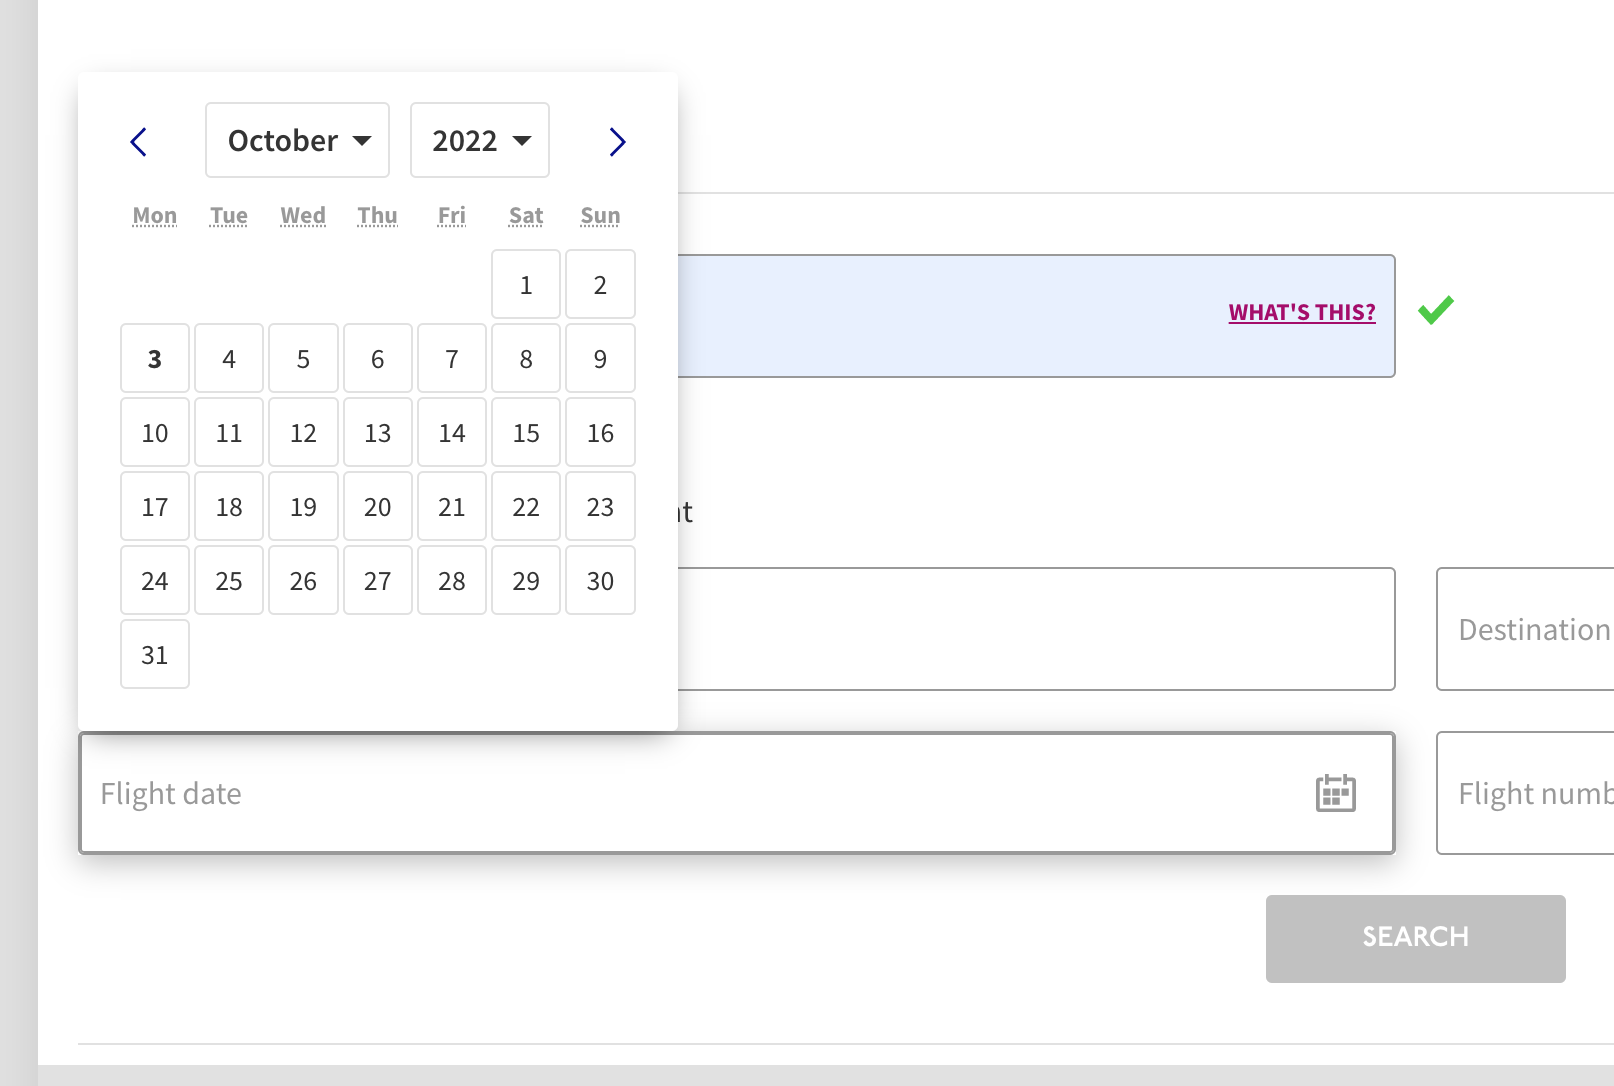 October 2022
Mon Tue Wed Thu Fri Sat Sun
1 2
3 4 5 6 7 8 9
10 11 12 13 14 15 16
17 18 19 20 21 22 23
24 25 26 27 28 29 30
31
WHAT'S THIS?
Destination
Flight date
Flight numb
SEARCH